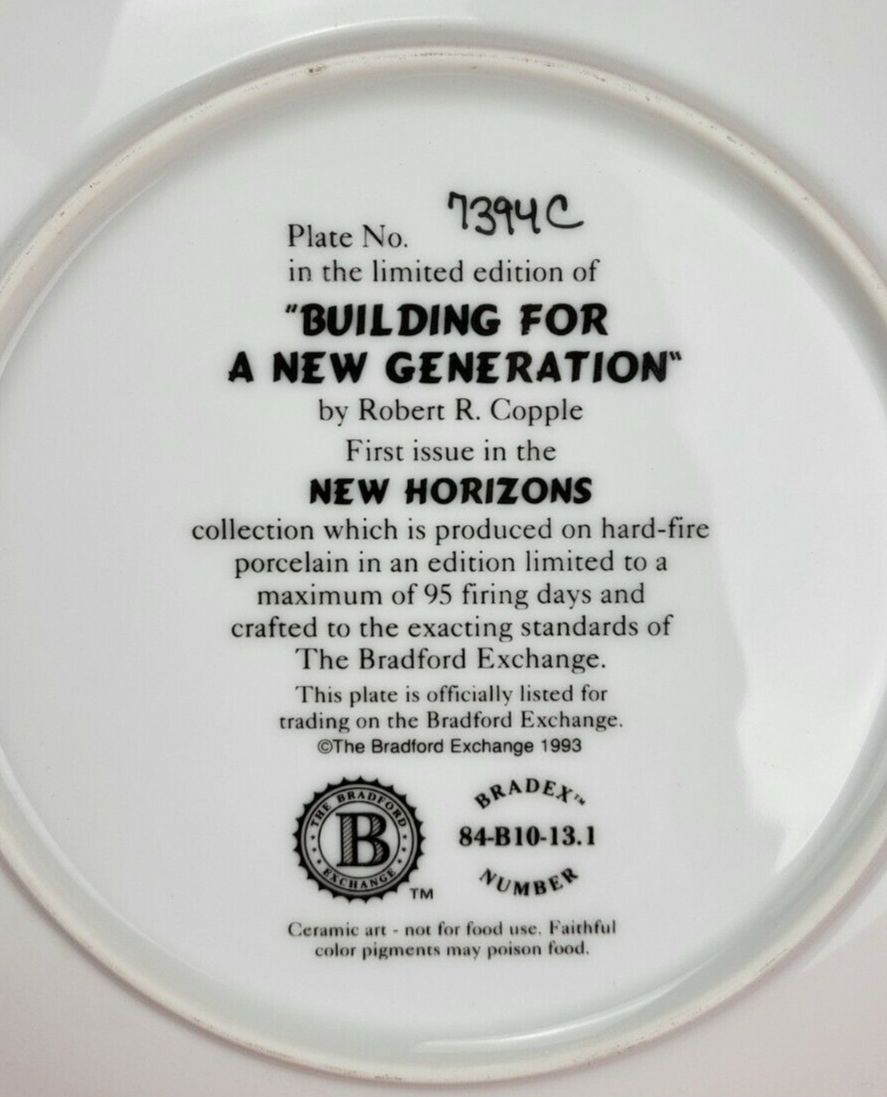 Plate No. 7394C
in the limited edition of
"BUILDING FOR
A NEW GENERATION"
by Robert R. Copple
First issue in the
NEW HORIZONS
collection which is produced on hard-fire
porcelain in an edition limited to a
maximum of 95 firing days and
crafted to the exacting standards of
The Bradford Exchange.
This plate is officially listed for
trading on the Bradford Exchange.
©The Bradford Exchange 1993
THE BRADFORD
B
EXCHANGE
TM
BRADEX™
84-B10-13.1
NUMBER
Ceramic art - not for food use. Faithful
color pigments may poison food.